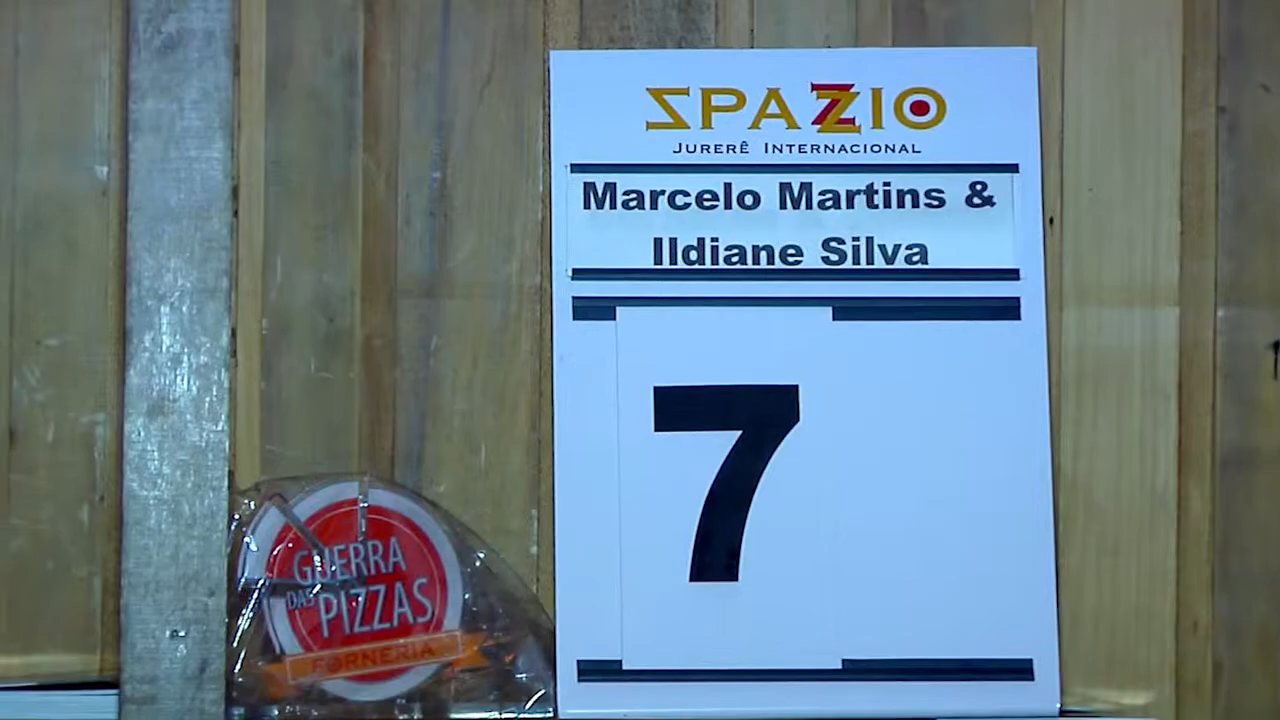 SPAZIO
JURERÊ INTERNACIONAL
Marcelo Martins &
Ildiane Silva
7
GUERRA
DAS PIZZAS
FORNERIA